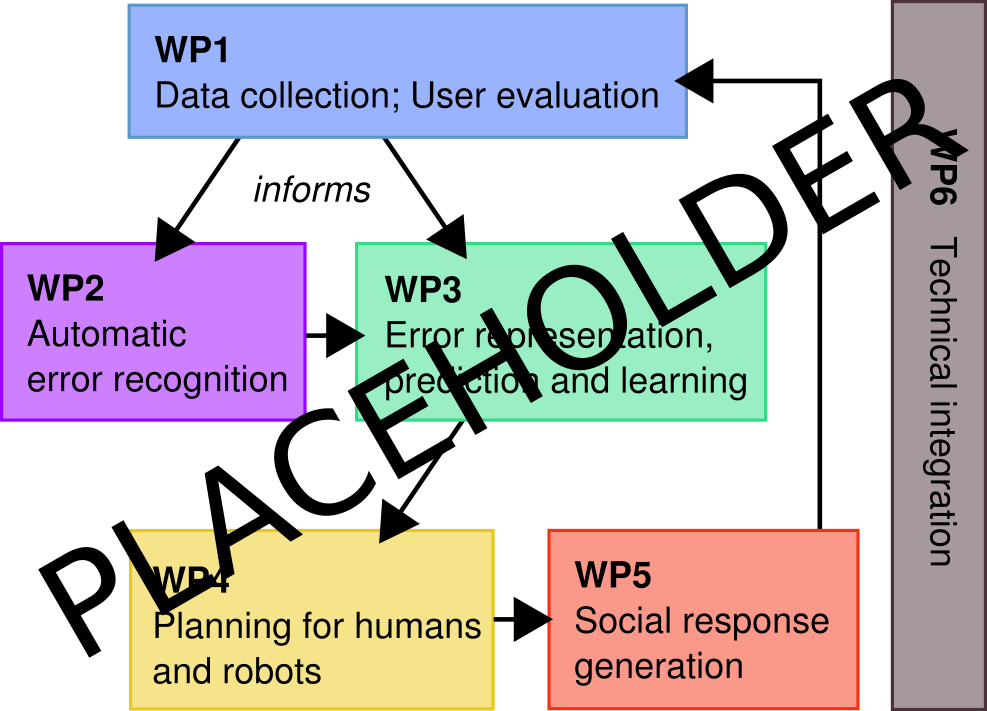 WP1
Data collection; User evaluation
informs
WP2
Automatic
error recognition
WP3
Error representation,
prediction and learning
WP4
Planning for humans
and robots
WP5
Social response
generation
WP6 Technical integration
PLACEHOLDER